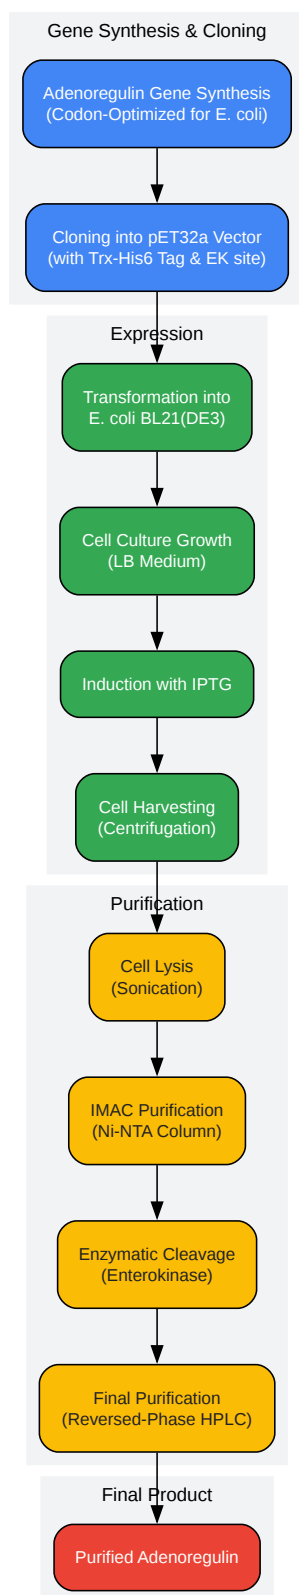 Gene Synthesis & Cloning
Adenoregulin Gene Synthesis
(Codon-Optimized for E. coli)
Cloning into pET32a Vector
(with Trx-His6 Tag & EK site)
Expression
Transformation into
E. coli BL21(DE3)
Cell Culture Growth
(LB Medium)
Induction with IPTG
Cell Harvesting
(Centrifugation)
Purification
Cell Lysis
(Sonication)
IMAC Purification
(Ni-NTA Column)
Enzymatic Cleavage
(Enterokinase)
Final Purification
(Reversed-Phase HPLC)
Final Product
Purified Adenoregulin